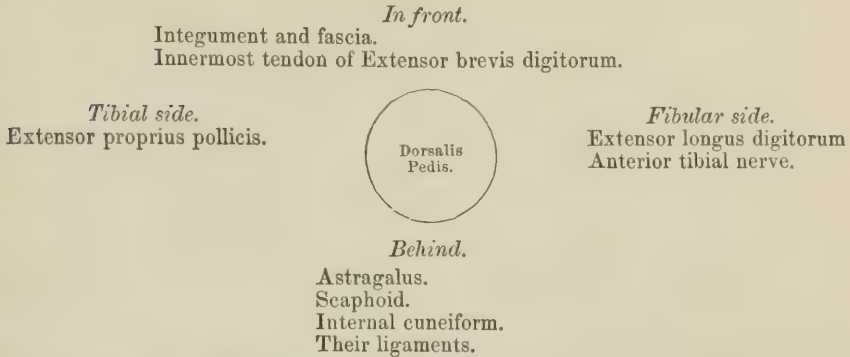 In front.
Integument and fascia.
Innermost tendon of Extensor brevis digitorum.
Tibial side.
Extensor proprius pollicis.
Dorsalis
Pedis.
Fibular side.
Extensor longus digitorum
Anterior tibial nerve.
Behind.
Astragalus.
Scaphoid.
Internal cuneiform.
Their ligaments.